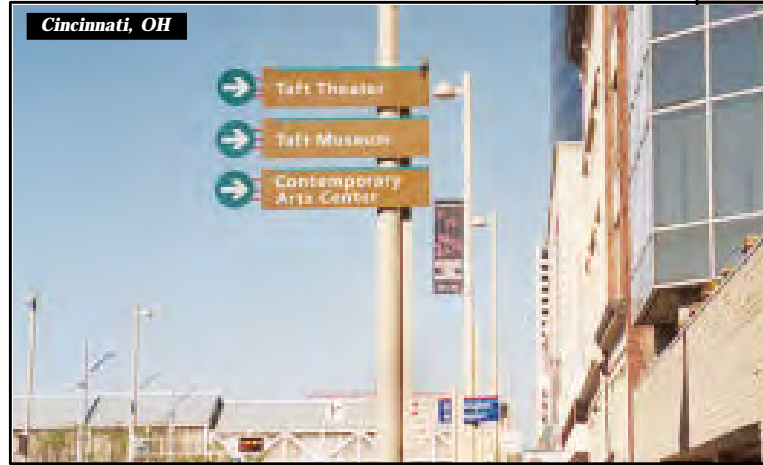 Cincinnati, OH
Taft Theater
Taft Museum
Contemporary
Arts Center